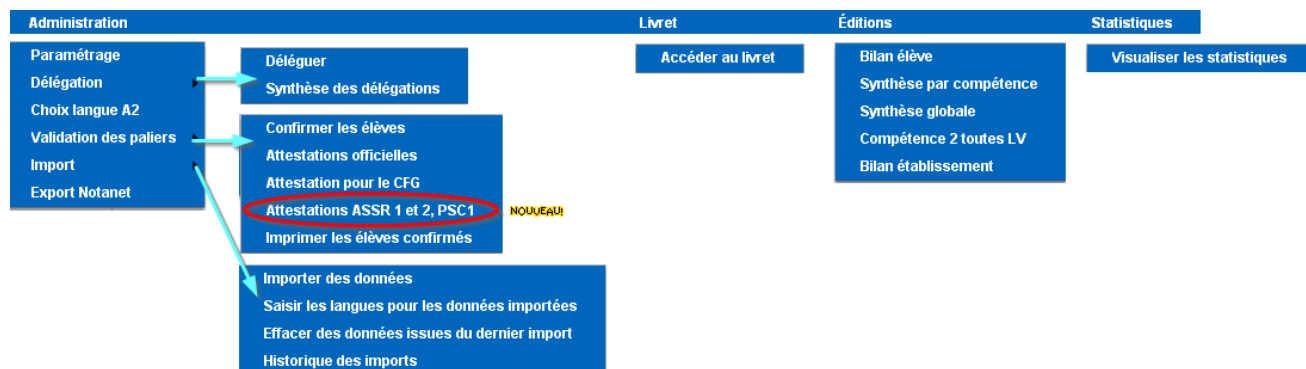 Administration
Livret
Éditions
Statistiques
Paramétrage
Délégation
Choix langue A2
Validation des paliers
Import
Export Notanet
Déléguer
Synthèse des délégations
Confirmer les élèves
Attestations officielles
Attestation pour le CFG
Attestations ASSR 1 et 2, PSC1
NOUVEAU!
Imprimer les élèves confirmés
Importer des données
Saisir les langues pour les données importées
Effacer des données issues du dernier import
Historique des imports
Accéder au livret
Bilan élève
Synthèse par compétence
Synthèse globale
Compétence 2 toutes LV
Bilan établissement
Visualiser les statistiques